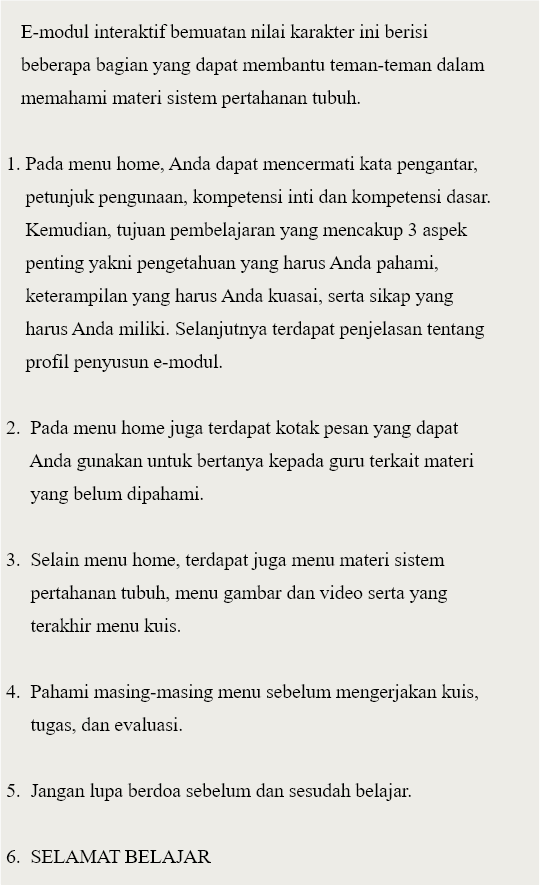 E-modul interaktif bemuatan nilai karakter ini berisi
beberapa bagian yang dapat membantu teman-teman dalam
memahami materi sistem pertahanan tubuh.
1. Pada menu home, Anda dapat mencermati kata pengantar,
petunjuk pengunaan, kompetensi inti dan kompetensi dasar.
Kemudian, tujuan pembelajaran yang mencakup 3 aspek
penting yakni pengetahuan yang harus Anda pahami,
keterampilan yang harus Anda kuasai, serta sikap yang
harus Anda miliki. Selanjutnya terdapat penjelasan tentang
profil penyusun e-modul.
2. Pada menu home juga terdapat kotak pesan yang dapat
Anda gunakan untuk bertanya kepada guru terkait materi
yang belum dipahami.
3. Selain menu home, terdapat juga menu materi sistem
pertahanan tubuh, menu gambar dan video serta yang
terakhir menu kuis.
4. Pahami masing-masing menu sebelum mengerjakan kuis,
tugas, dan evaluasi.
5. Jangan lupa berdoa sebelum dan sesudah belajar.
6. SELAMAT BELAJAR